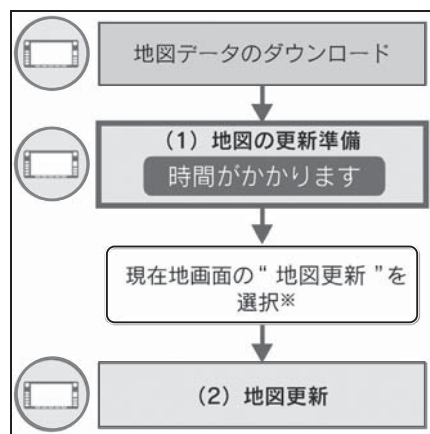 地図データのダウンロード
(1) 地図の更新準備
時間がかかります
現在地画面の“ 地図更新 ”を
選択※
(2) 地図更新